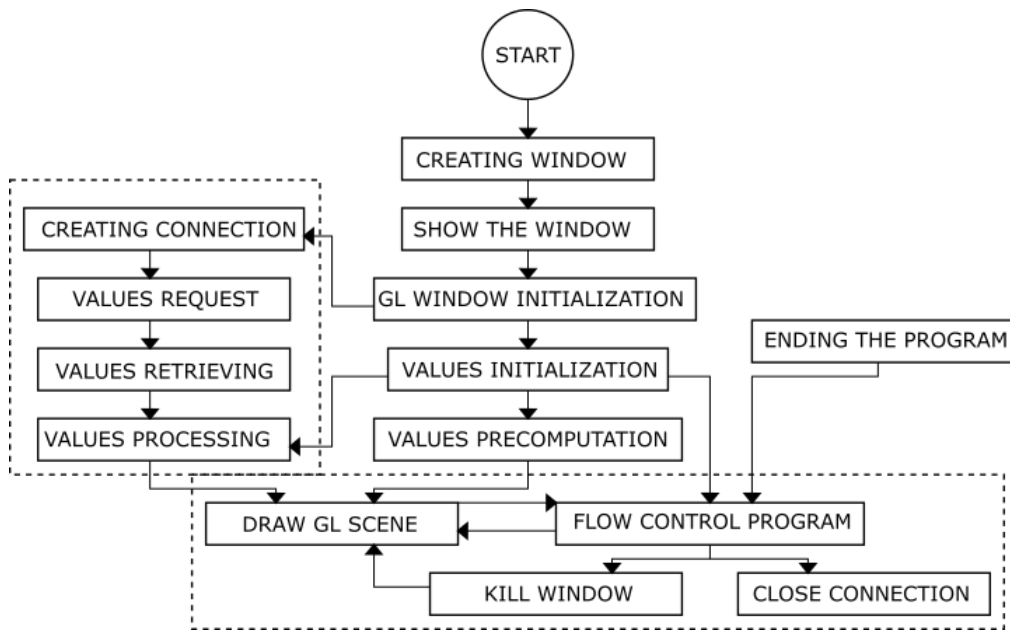 START
CREATING WINDOW
CREATING CONNECTION
SHOW THE WINDOW
VALUES REQUEST
GL WINDOW INITIALIZATION
ENDING THE PROGRAM
VALUES RETRIEVING
VALUES INITIALIZATION
VALUES PROCESSING
VALUES PRECOMPUTATION
DRAW GL SCENE
FLOW CONTROL PROGRAM
KILL WINDOW
CLOSE CONNECTION